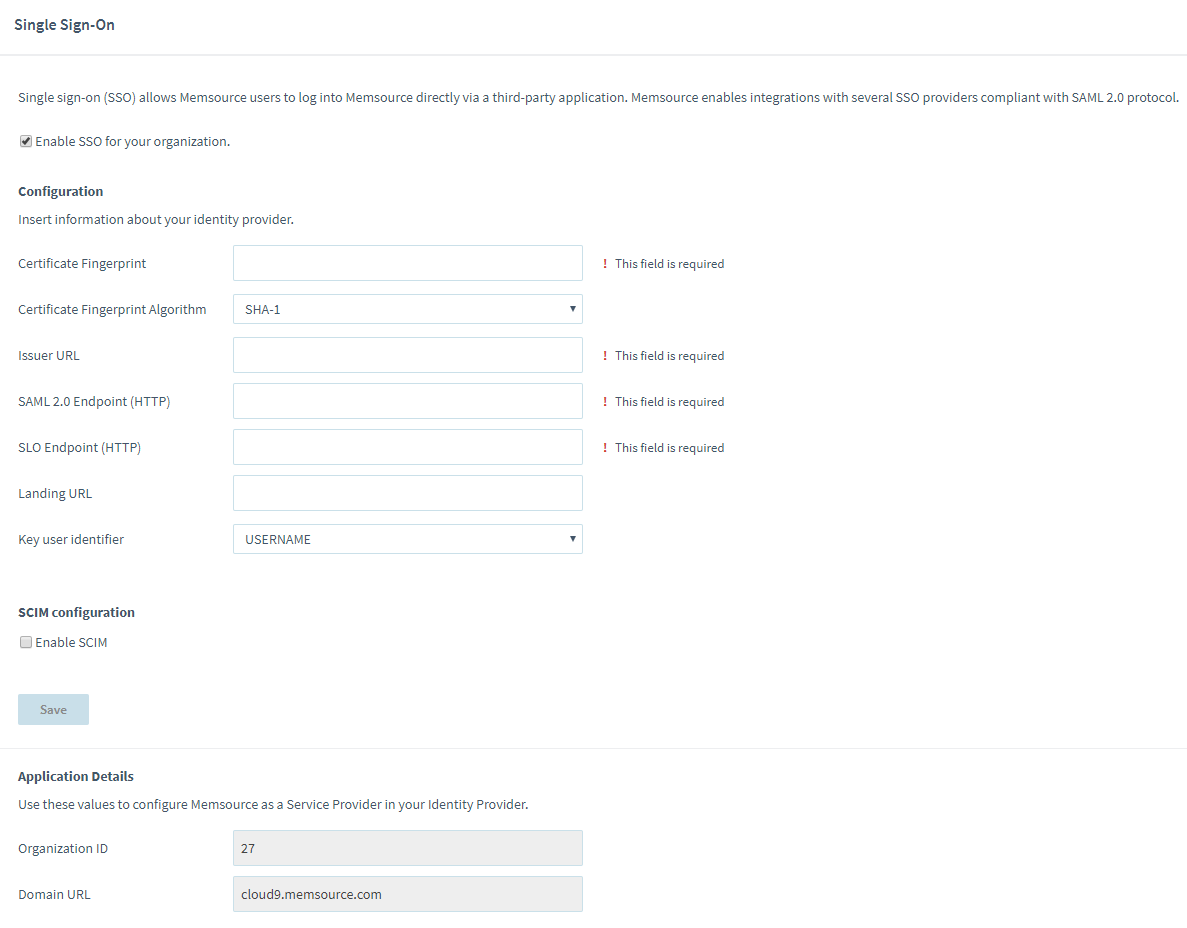 Single Sign-On
Single sign-on (SSO) allows Memsource users to log into Memsource directly via a third-party application. Memsource enables integrations with several SSO providers compliant with SAML 2.0 protocol.
Enable SSO for your organization.
Configuration
Insert information about your identity provider.
Certificate Fingerprint ! This field is required
Certificate Fingerprint Algorithm SHA-1
Issuer URL ! This field is required
SAML 2.0 Endpoint (HTTP) ! This field is required
SLO Endpoint (HTTP) ! This field is required
Landing URL
Key user identifier USERNAME
SCIM configuration
Enable SCIM
Save
Application Details
Use these values to configure Memsource as a Service Provider in your Identity Provider.
Organization ID 27
Domain URL cloud9.memsource.com